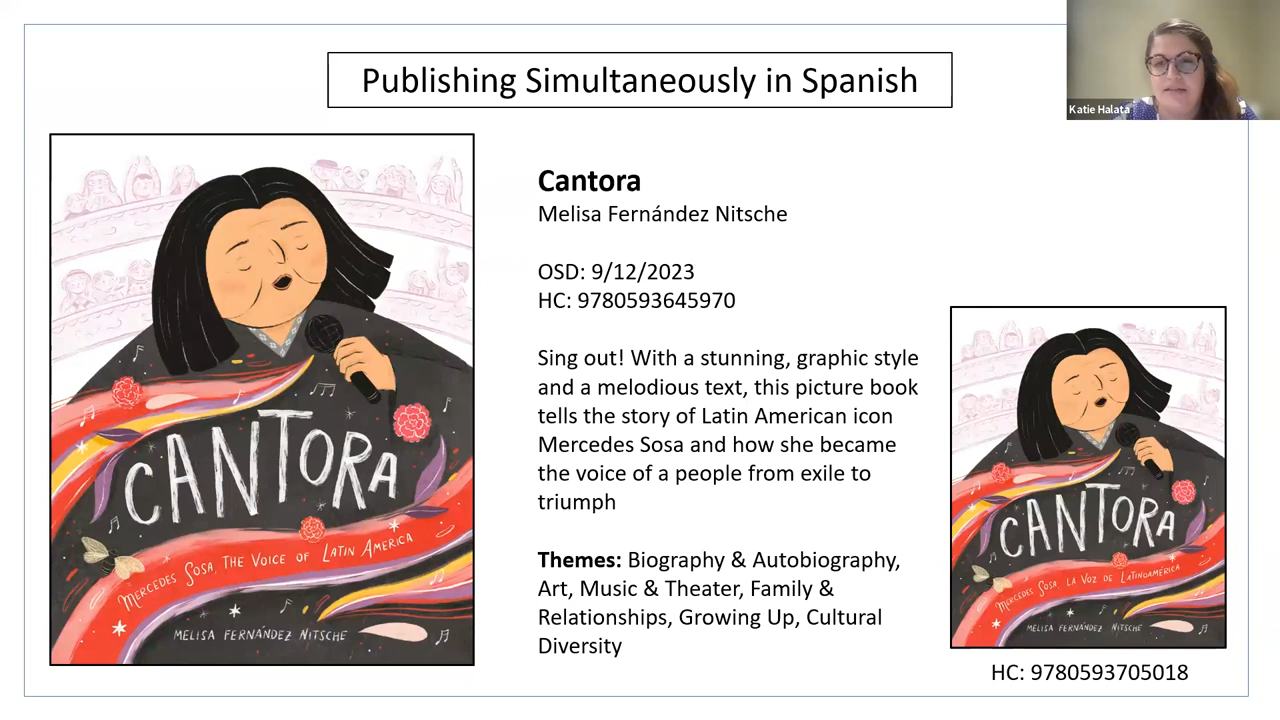 Publishing Simultaneously in Spanish
Katie Halata
CANTORA
MERCEDES SOSA, THE VOICE OF LATIN AMERICA
MELISA FERNÁNDEZ NITSCHE
Cantora
Melisa Fernández Nitsche
OSD: 9/12/2023
HC: 9780593645970
Sing out! With a stunning, graphic style
and a melodious text, this picture book
tells the story of Latin American icon
Mercedes Sosa and how she became
the voice of a people from exile to
triumph
Themes: Biography & Autobiography,
Art, Music & Theater, Family &
Relationships, Growing Up, Cultural
Diversity
CANTORA
MERCEDES SOSA, LA VOZ DE LATINOAMÉRICA
MELISA FERNÁNDEZ NITSCHE
HC: 9780593705018